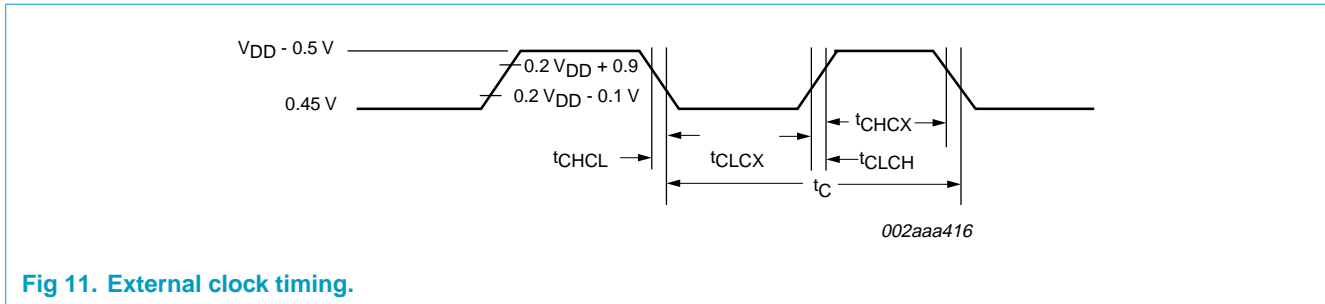 VDD - 0.5 V
0.2 VDD + 0.9
0.2 VDD - 0.1 V
0.45 V
tCHCX
tCHCL
tCLCX
tCLCH
tC
002aaa416
Fig 11. External clock timing.